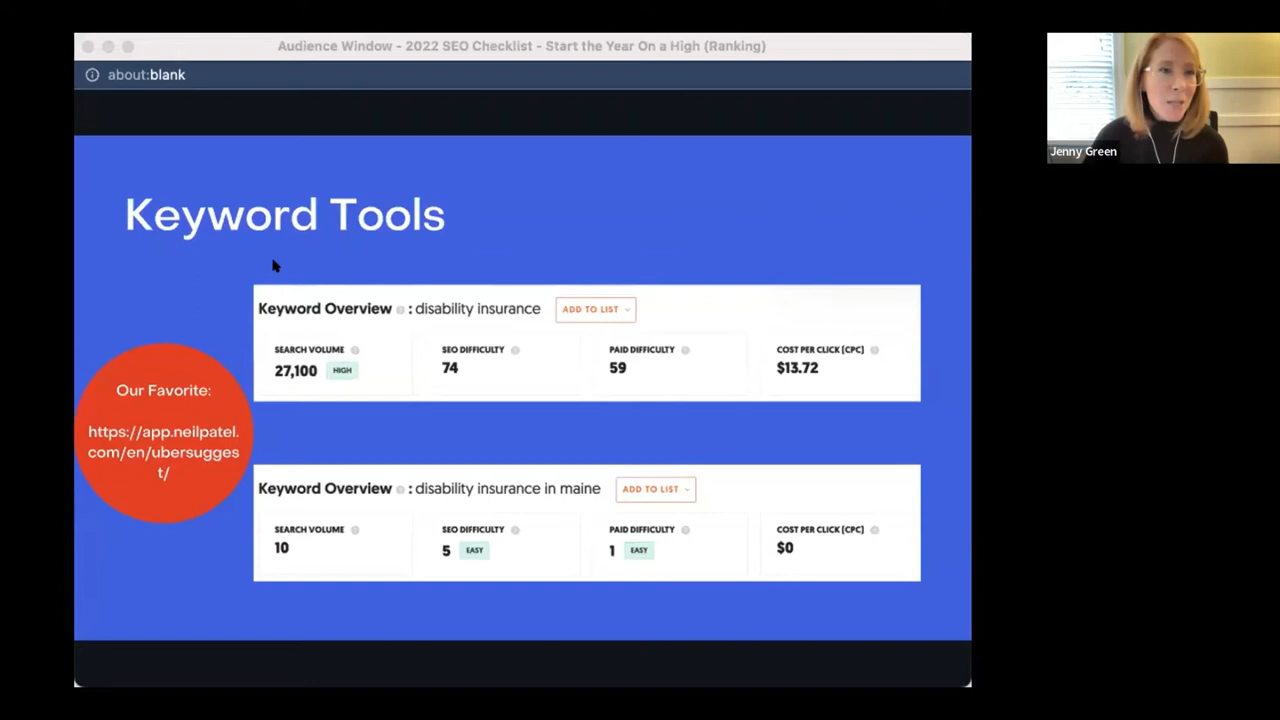 Audience Window - 2022 SEO Checklist - Start the Year On a High (Ranking)
about:blank
Jenny Green
Keyword Tools
Keyword Overview : disability insurance ADD TO LIST
SEARCH VOLUME SEO DIFFICULTY PAID DIFFICULTY COST PER CLICK (CPC)
27,100 HIGH 74 59 $13.72
Our Favorite:
https://app.neilpatel.
com/en/ubersugges
t/
Keyword Overview : disability insurance in maine ADD TO LIST
SEARCH VOLUME SEO DIFFICULTY PAID DIFFICULTY COST PER CLICK (CPC)
10 5 EASY 1 EASY $0